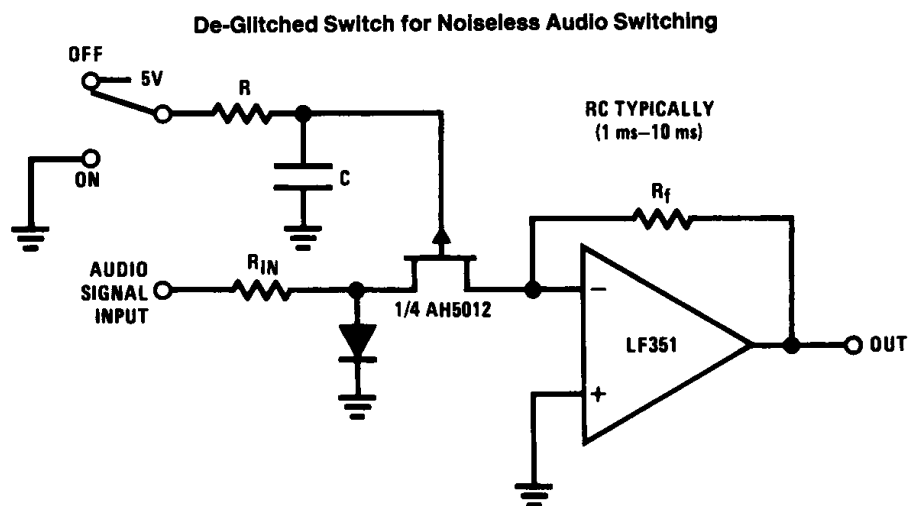 De-Glitched Switch for Noiseless Audio Switching
OFF
5V
R
RC TYPICALLY
(1 ms–10 ms)
C
ON
Rf
AUDIO
SIGNAL
INPUT
RIN
1/4 AH5012
−
LF351
OUT
+